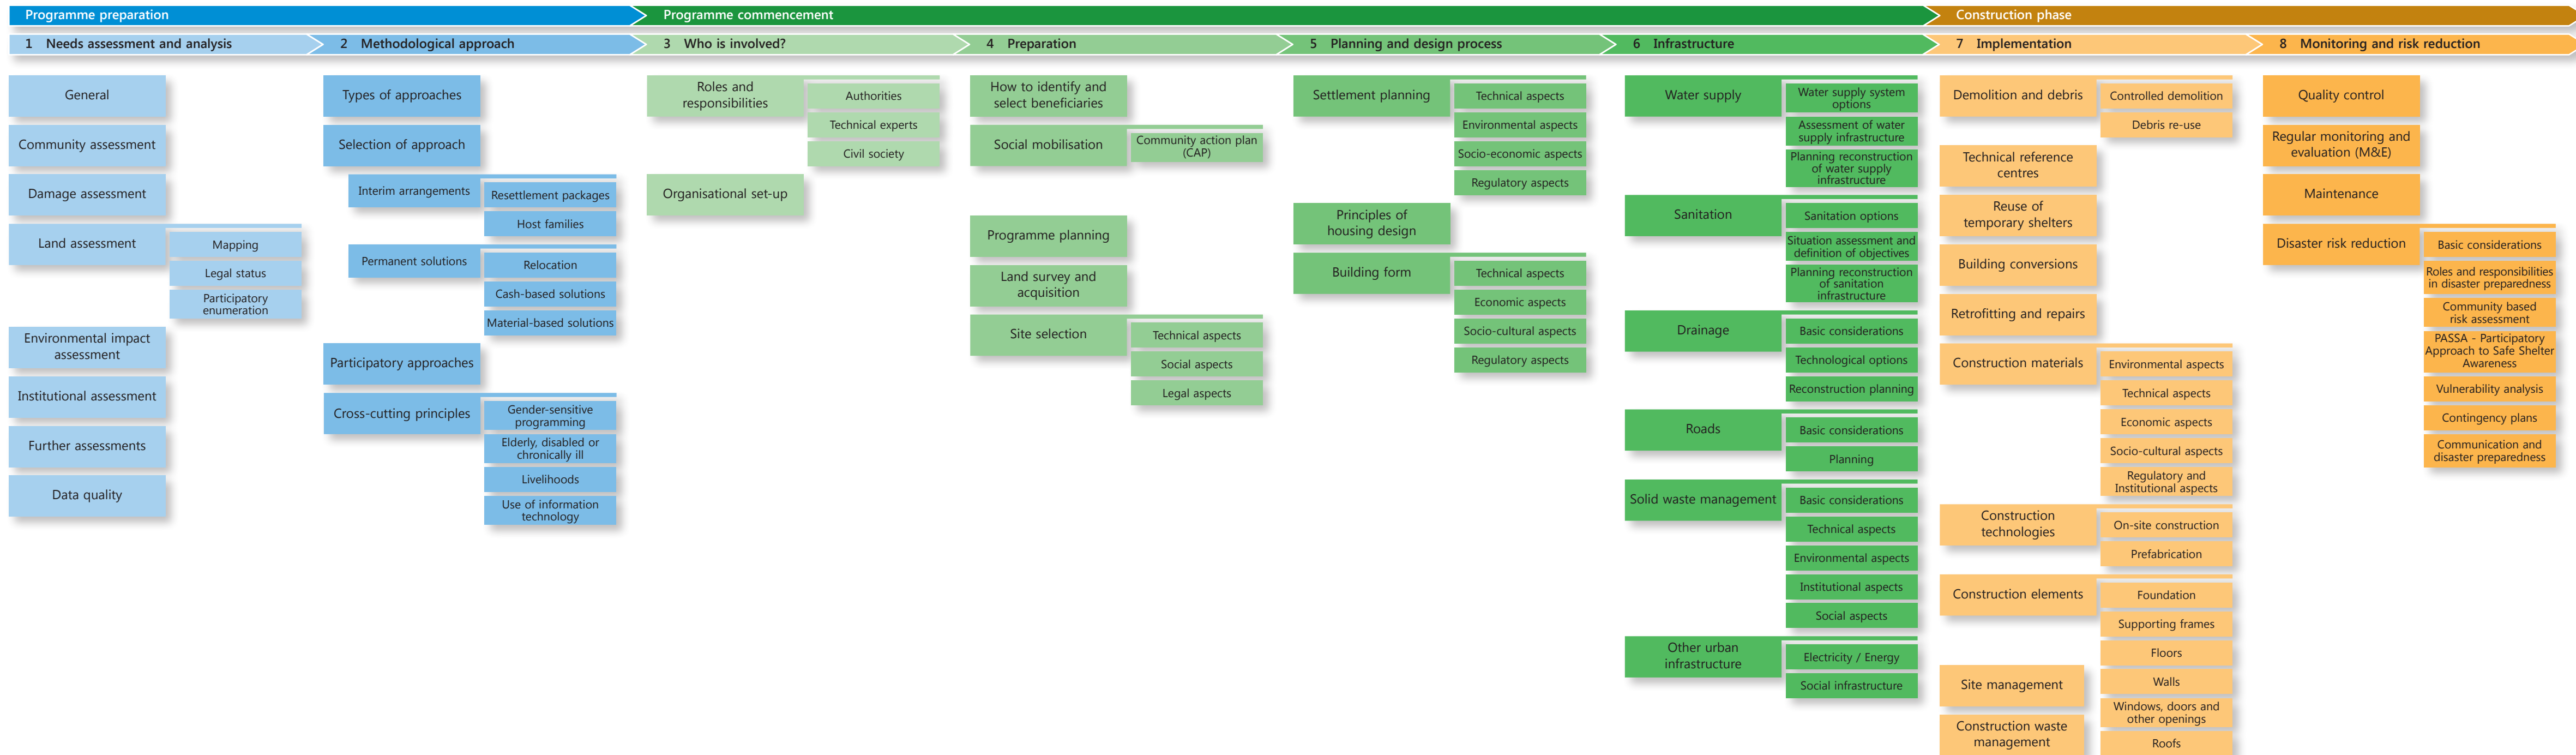 Programme preparation
Programme commencement
Construction phase
1 Needs assessment and analysis
2 Methodological approach
3 Who is involved?
4 Preparation
5 Planning and design process
6 Infrastructure
7 Implementation
8 Monitoring and risk reduction
General
Community assessment
Damage assessment
Land assessment
Mapping
Legal status
Participatory
enumeration
Environmental impact
assessment
Institutional assessment
Further assessments
Data quality
Types of approaches
Selection of approach
Interim arrangements
Resettlement packages
Host families
Permanent solutions
Relocation
Cash-based solutions
Material-based solutions
Participatory approaches
Cross-cutting principles
Gender-sensitive
programming
Elderly, disabled or
chronically ill
Livelihoods
Use of information
technology
Roles and
responsibilities
Authorities
Technical experts
Civil society
Organisational set-up
How to identify and
select beneficiaries
Social mobilisation
Community action plan
(CAP)
Programme planning
Land survey and
acquisition
Site selection
Technical aspects
Social aspects
Legal aspects
Settlement planning
Technical aspects
Environmental aspects
Socio-economic aspects
Regulatory aspects
Principles of
housing design
Building form
Technical aspects
Economic aspects
Socio-cultural aspects
Regulatory aspects
Water supply
Water supply system
options
Assessment of water
supply infrastructure
Planning reconstruction
of water supply
infrastructure
Sanitation
Sanitation options
Situation assessment and
definition of objectives
Planning reconstruction
of sanitation
infrastructure
Drainage
Basic considerations
Technological options
Reconstruction planning
Roads
Basic considerations
Planning
Solid waste management
Basic considerations
Technical aspects
Environmental aspects
Institutional aspects
Social aspects
Other urban
infrastructure
Electricity / Energy
Social infrastructure
Demolition and debris
Controlled demolition
Debris re-use
Technical reference
centres
Reuse of
temporary shelters
Building conversions
Retrofitting and repairs
Construction materials
Environmental aspects
Technical aspects
Economic aspects
Socio-cultural aspects
Regulatory and
Institutional aspects
Construction
technologies
On-site construction
Prefabrication
Construction elements
Foundation
Supporting frames
Floors
Walls
Windows, doors and
other openings
Roofs
Site management
Construction waste
management
Quality control
Regular monitoring and
evaluation (M&E)
Maintenance
Disaster risk reduction
Basic considerations
Roles and responsibilities
in disaster preparedness
Community based
risk assessment
PASSA - Participatory
Approach to Safe Shelter
Awareness
Vulnerability analysis
Contingency plans
Communication and
disaster preparedness